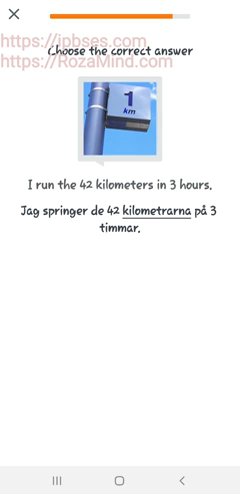 https://jpbses.com
https://RozaMind.com
Choose the correct answer
1
km
I run the 42 kilometers in 3 hours.
Jag springer de 42 kilometrarna på 3
timmar.